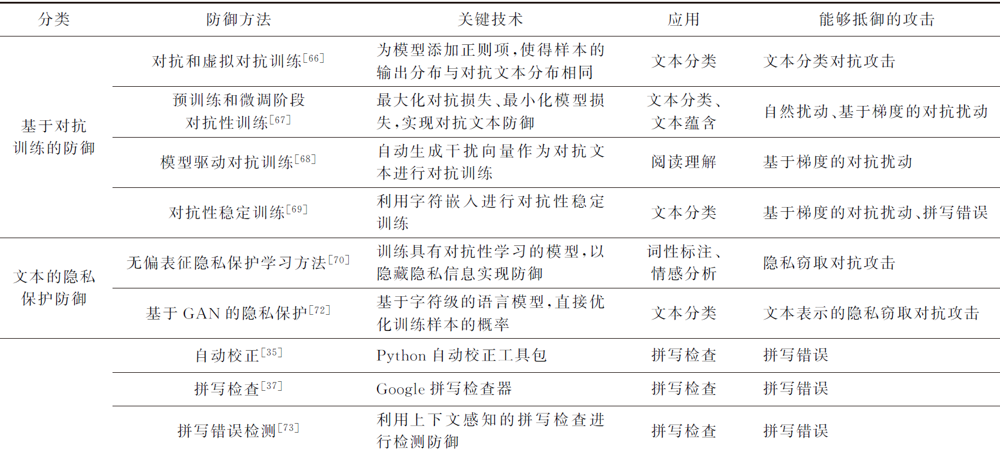 分类 防御方法 关键技术 应用 能够抵御的攻击
基于对抗
训练的防御
对抗和虚拟对抗训练[66]
为模型添加正则项,使得样本的
输出分布与对抗文本分布相同
文本分类
文本分类对抗攻击
预训练和微调阶段
对抗性训练[67]
最大化对抗损失、最小化模型损
失,实现对抗文本防御
文本分类、
文本蕴含
自然扰动、基于梯度的对抗扰动
模型驱动对抗训练[68]
自动生成干扰向量作为对抗文
本进行对抗训练
阅读理解
基于梯度的对抗扰动
对抗性稳定训练[69]
利用字符嵌入进行对抗性稳定
训练
文本分类
基于梯度的对抗扰动、拼写错误
文本的隐私
保护防御
无偏表征隐私保护学习方法[70]
训练具有对抗性学习的模型,以
隐藏隐私信息实现防御
词性标注、
情感分析
隐私窃取对抗攻击
基于 GAN 的隐私保护[72]
基于字符级的语言模型,直接优
化训练样本的概率
文本分类
文本表示的隐私窃取对抗攻击
自动校正[35]
Python 自动校正工具包
拼写检查
拼写错误
拼写检查[37]
Google 拼写检查器
拼写检查
拼写错误
拼写错误检测[73]
利用上下文感知的拼写检查进
行检测防御
拼写检查
拼写错误